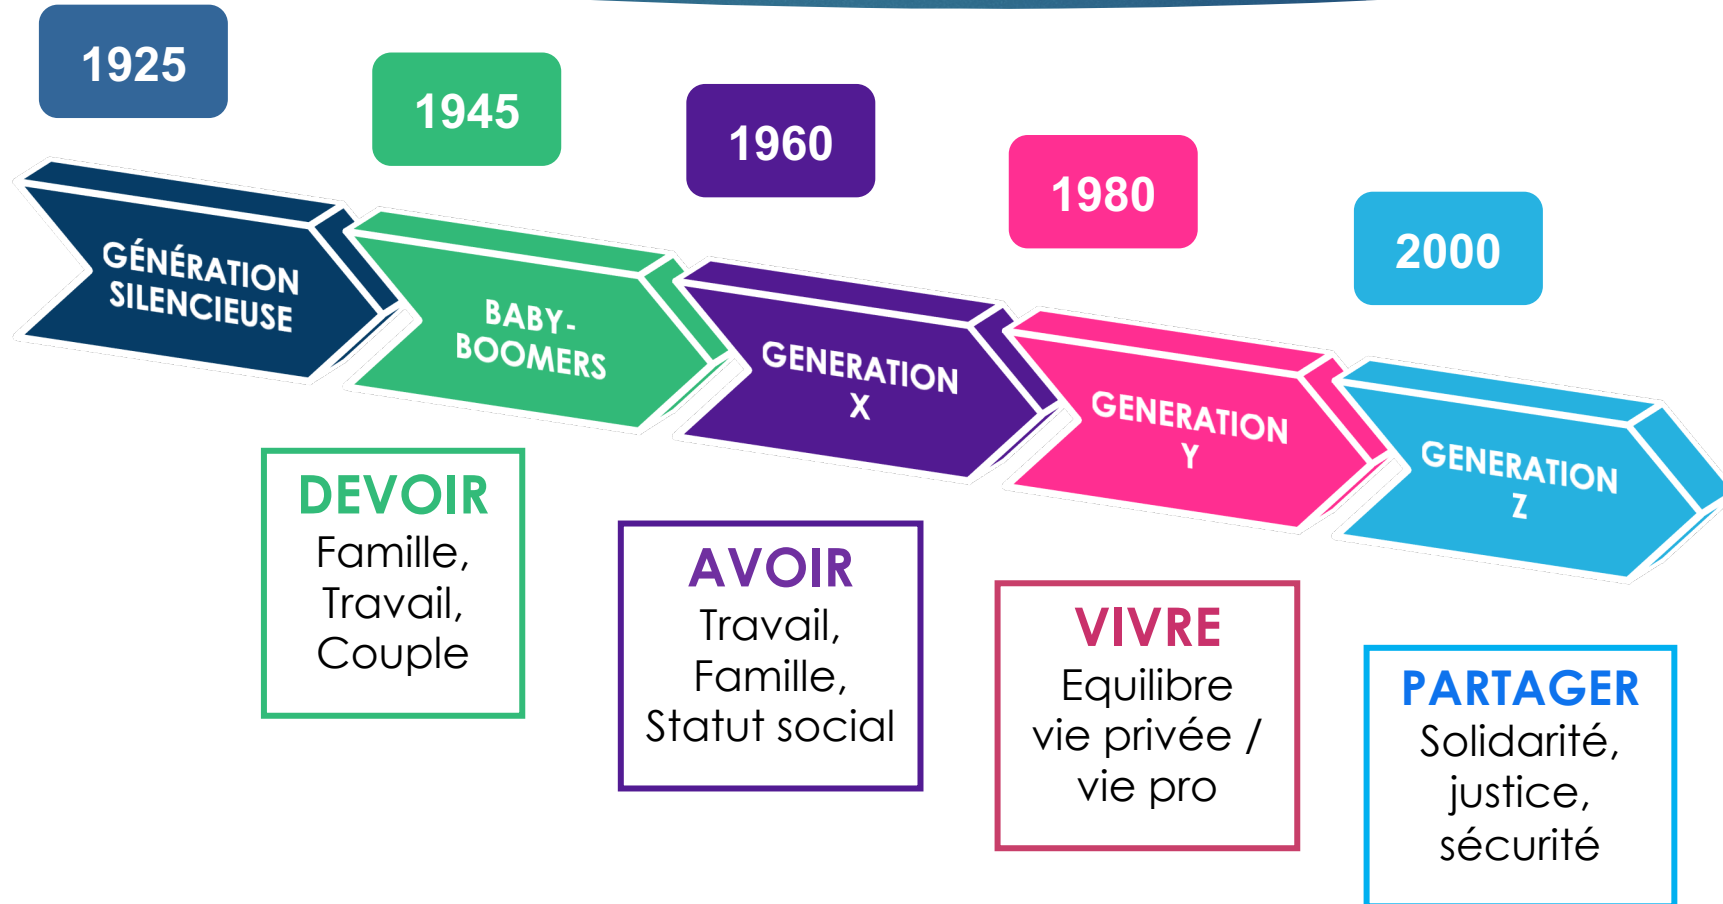 1925
1945
1960
1980
2000
GÉNÉRATION
SILENCIEUSE
BABY-
BOOMERS
GENERATION
X
GENERATION
Y
GENERATION
Z
DEVOIR
Famille,
Travail,
Couple
AVOIR
Travail,
Famille,
Statut social
VIVRE
Equilibre
vie privée /
vie pro
PARTAGER
Solidarité,
justice,
sécurité